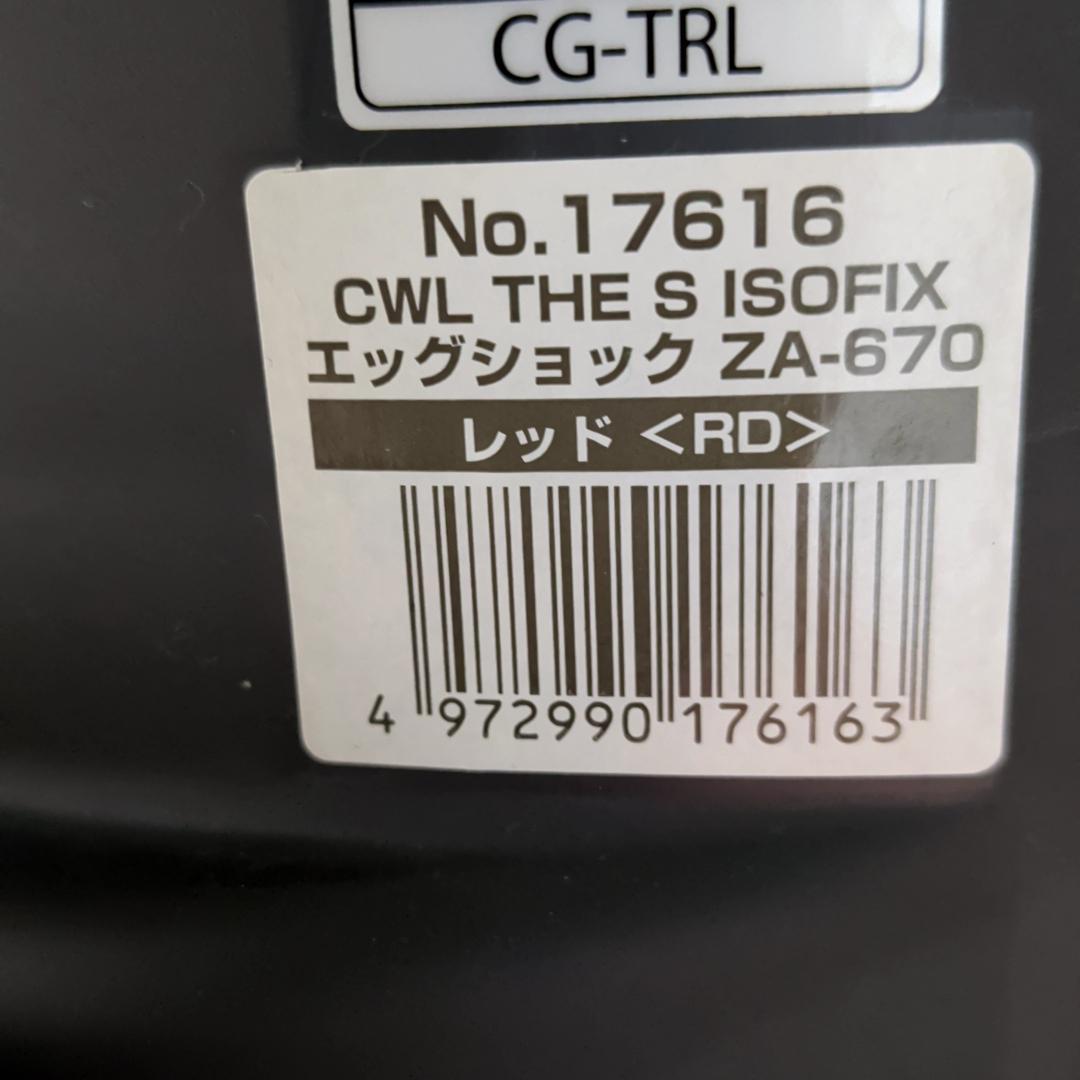 CG-TRL
No.17616
CWL THE S ISOFIX
エッグショック ZA-670
レッド <RD>
4 972990 176163